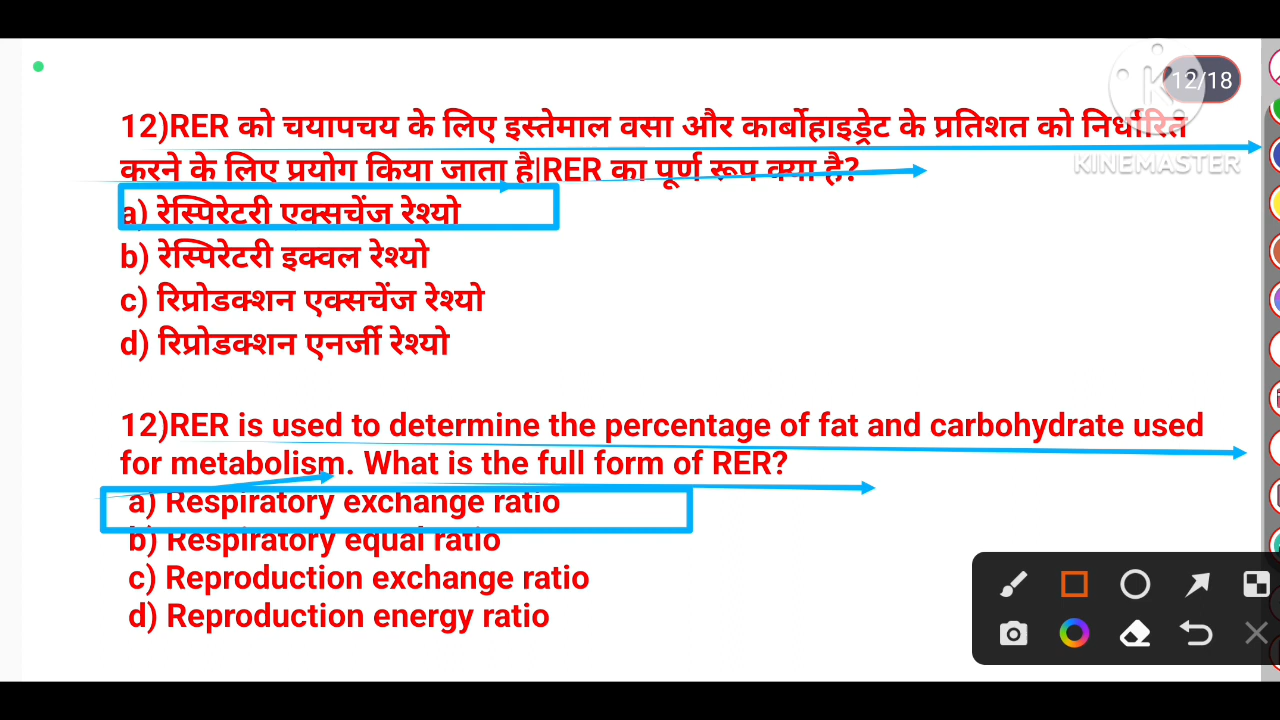 12/18
12)RER को चयापचय के लिए इस्तेमाल वसा और कार्बोहाइड्रेट के प्रतिशत को निर्धारित
KINEMASTER
करने के लिए प्रयोग किया जाता है|RER का पूर्ण रूप क्या है?
a) रेस्पिरेटरी एक्सचेंज रेश्यो
b) रेस्पिरेटरी इक्वल रेश्यो
c) रिप्रोडक्शन एक्सचेंज रेश्यो
d) रिप्रोडक्शन एनर्जी रेश्यो
12)RER is used to determine the percentage of fat and carbohydrate used
for metabolism. What is the full form of RER?
a) Respiratory exchange ratio
b) Respiratory equal ratio
c) Reproduction exchange ratio
d) Reproduction energy ratio